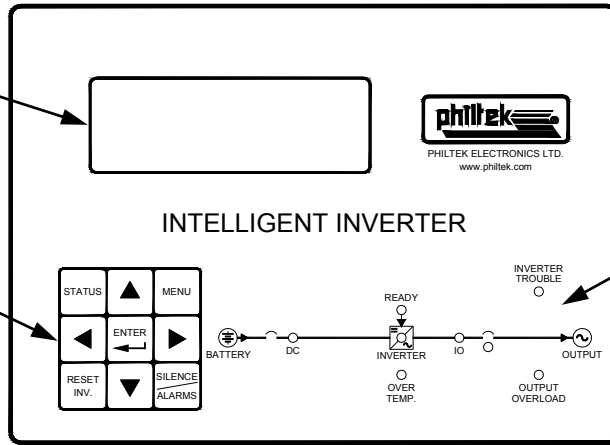 philtek
PHILTEK ELECTRONICS LTD.
www.philtek.com
INTELLIGENT INVERTER
STATUS
MENU
ENTER
RESET
INV.
SILENCE
ALARMS
BATTERY
DC
READY
INVERTER
OVER
TEMP.
IO
INVERTER
TROUBLE
OUTPUT
OUTPUT
OVERLOAD